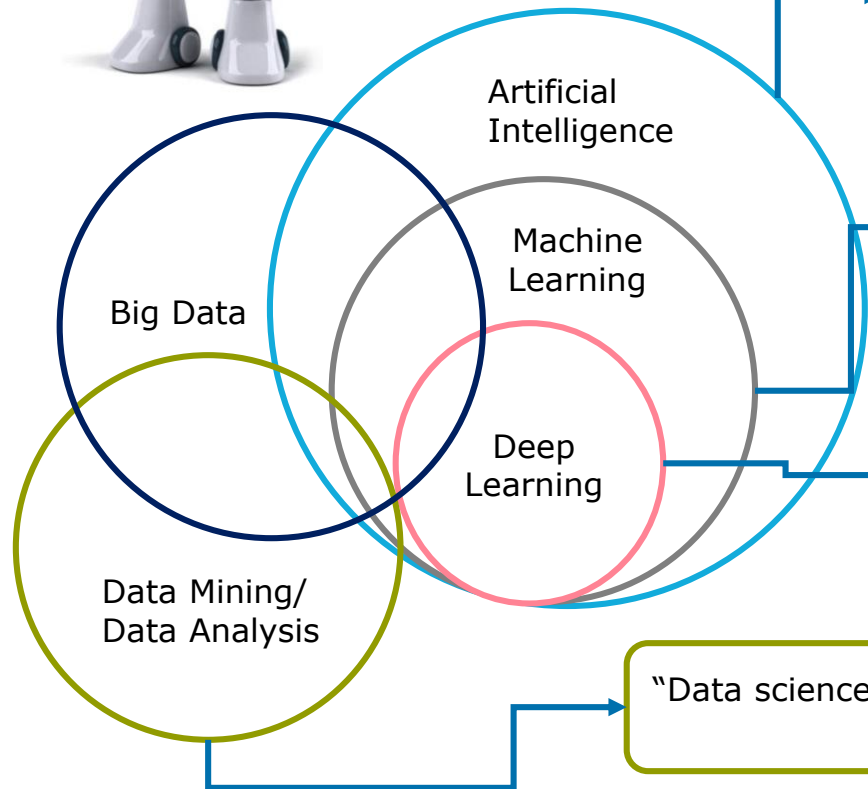 Artificial
Intelligence
Machine
Learning
Big Data
Deep
Learning
Data Mining/
Data Analysis
“Data science